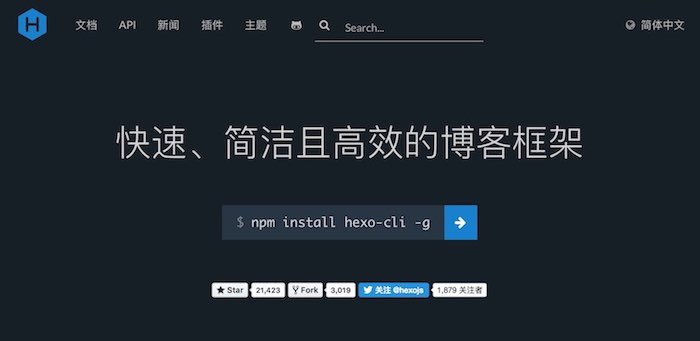 H 文档 API 新闻 插件 主题 Search... 简体中文
快速、简洁且高效的博客框架
$ npm install hexo-cli -g
Star 21,423 Fork 3,019 关注 @hexojs 1,879 关注者